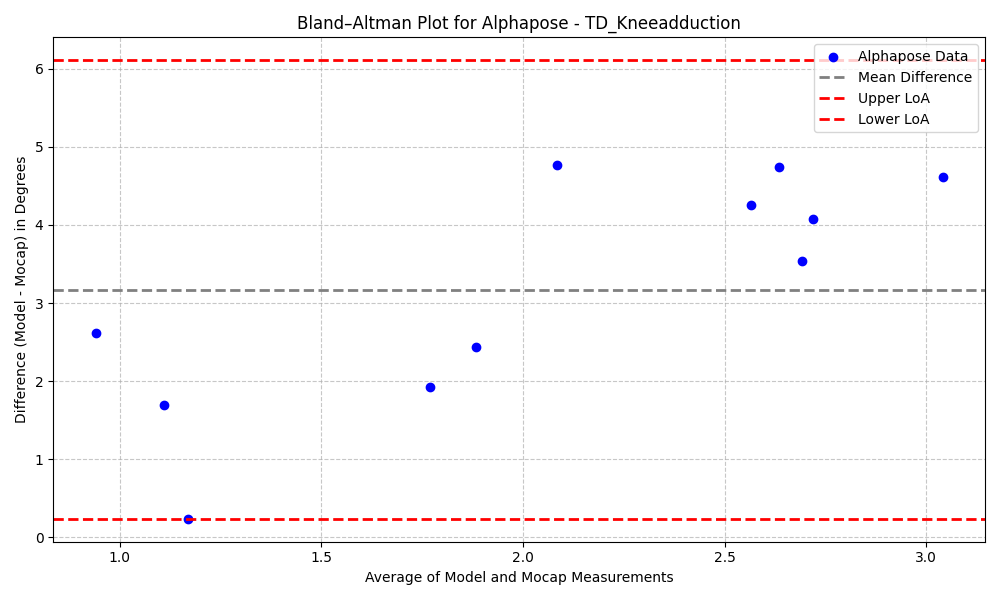 Bland–Altman Plot for Alphapose - TD_Kneeadduction
Alphapose Data
Mean Difference
Upper LoA
Lower LoA
Difference (Model - Mocap) in Degrees
6
5
4
3
2
1
0
1.0 1.5 2.0 2.5 3.0
Average of Model and Mocap Measurements